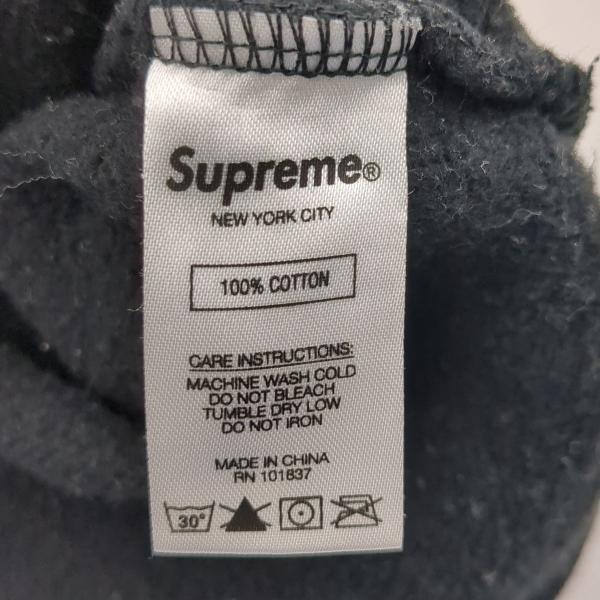 Supreme®
NEW YORK CITY
100% COTTON
CARE INSTRUCTIONS:
MACHINE WASH COLD
DO NOT BLEACH
TUMBLE DRY LOW
DO NOT IRON
MADE IN CHINA
RN 101837
30°